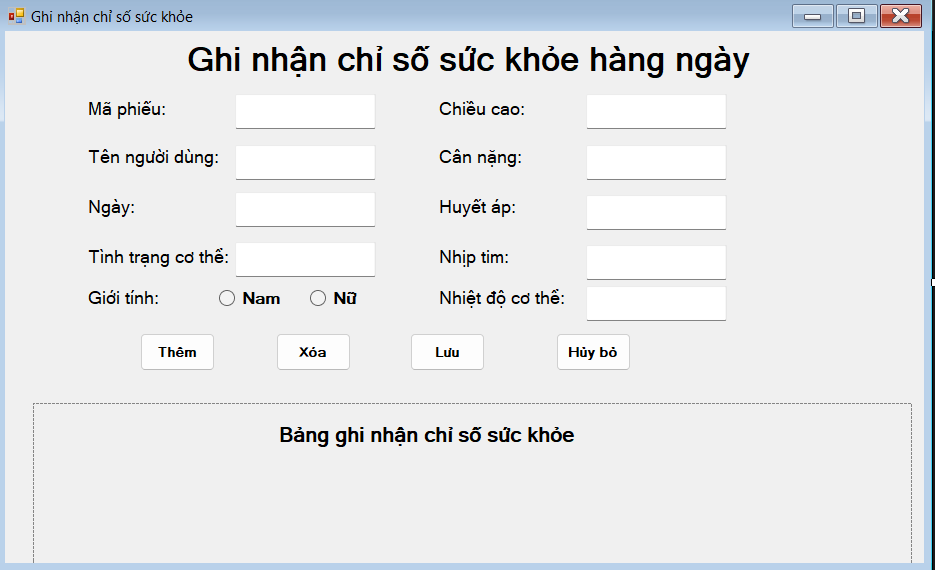 Ghi nhận chỉ số sức khỏe
Ghi nhận chỉ số sức khỏe hàng ngày
Mã phiếu: Chiều cao:
Tên người dùng: Cân nặng:
Ngày: Huyết áp:
Tình trạng cơ thể: Nhịp tim:
Giới tính: Nam Nữ Nhiệt độ cơ thể:
Thêm Xóa Lưu Hủy bỏ
Bảng ghi nhận chỉ số sức khỏe